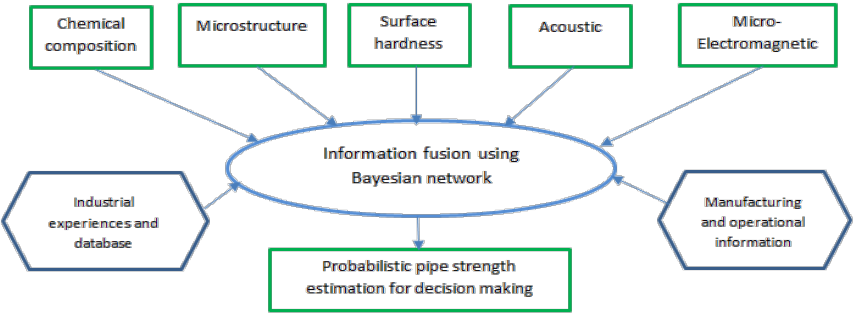 Chemical
composition
Microstructure
Surface
hardness
Acoustic
Micro-
Electromagnetic
Information fusion using
Bayesian network
Industrial
experiences and
database
Manufacturing
and operational
information
Probabilistic pipe strength
estimation for decision making